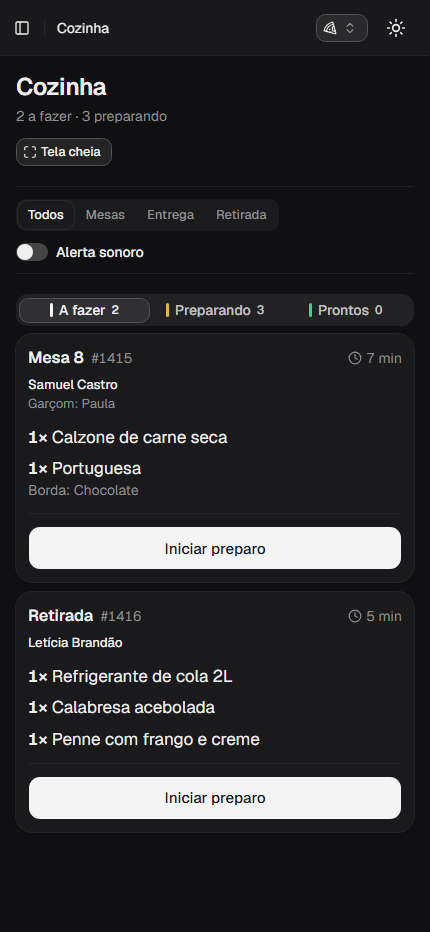 Cozinha
Cozinha
2 a fazer · 3 preparando
Tela cheia
Todos Mesas Entrega Retirada
Alerta sonoro
A fazer 2 Preparando 3 Prontos 0
Mesa 8 #1415 7 min
Samuel Castro
Garçom: Paula
1× Calzone de carne seca
1× Portuguesa
Borda: Chocolate
Iniciar preparo
Retirada #1416 5 min
Letícia Brandão
1× Refrigerante de cola 2L
1× Calabresa acebolada
1× Penne com frango e creme
Iniciar preparo